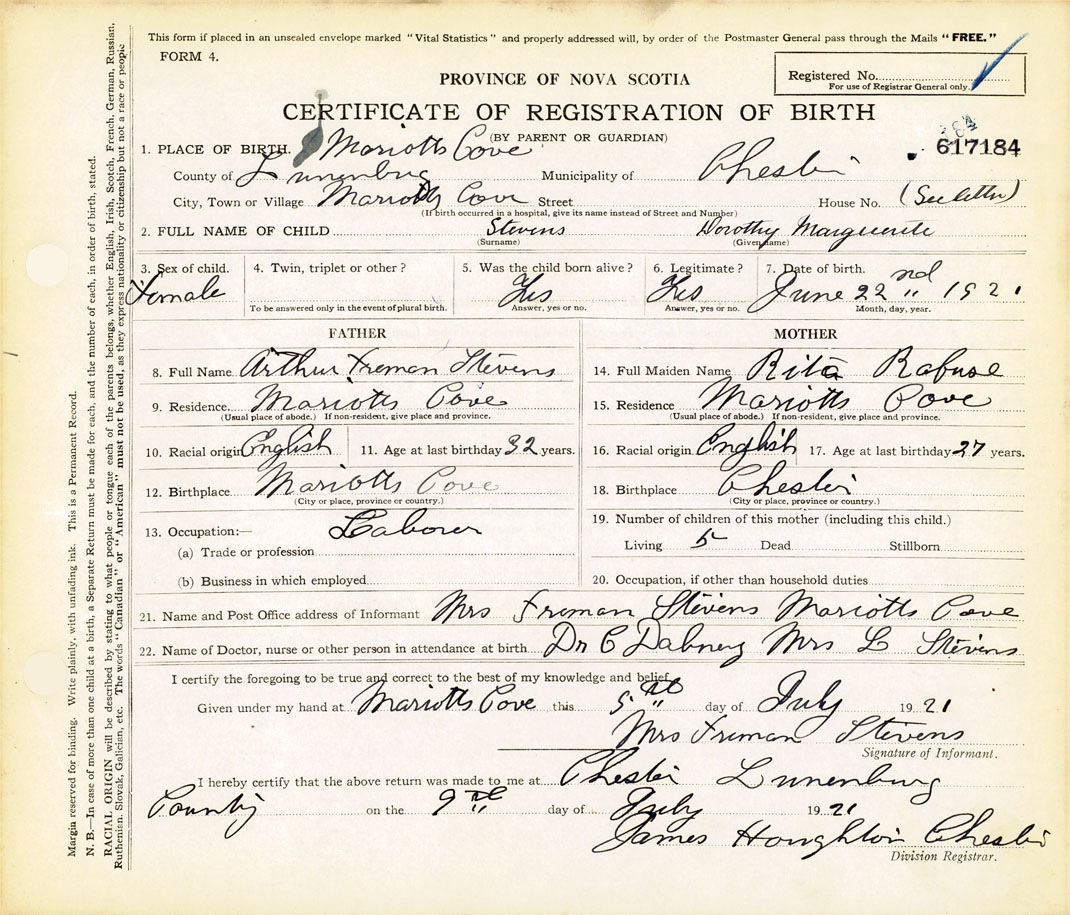 This form if placed in an unsealed envelope marked "Vital Statistics" and properly addressed will, by order of the Postmaster General pass through the Mails "FREE."
FORM 4.
PROVINCE OF NOVA SCOTIA
Registered No.
For use of Registrar General only.
CERTIFICATE OF REGISTRATION OF BIRTH
(BY PARENT OR GUARDIAN)
617184
1. PLACE OF BIRTH. Mariotts Cove
County of Lunenburg Municipality of Chester
City, Town or Village Mariotts Cove Street House No. (See letter)
(If birth occurred in a hospital, give its name instead of Street and Number)
2. FULL NAME OF CHILD Stevens Dorothy Marguerite
(Surname) (Given name)
3. Sex of child. 4. Twin, triplet or other? 5. Was the child born alive? 6. Legitimate? 7. Date of birth.
Female Yes Yes June 22nd 1921
To be answered only in the event of plural birth. Answer, yes or no. Answer, yes or no. Month, day, year.
FATHER
8. Full Name Arthur Freman Stevens
9. Residence Mariotts Cove
(Usual place of abode.) If non-resident, give place and province.
10. Racial origin English 11. Age at last birthday 32 years.
12. Birthplace Mariotts Cove
(City or place, province or country.)
13. Occupation:— Laborer
(a) Trade or profession
(b) Business in which employed
MOTHER
14. Full Maiden Name Rita Rafuse
15. Residence Mariotts Cove
(Usual place of abode.) If non-resident, give place and province.
16. Racial origin English 17. Age at last birthday 27 years.
18. Birthplace Chester
(City or place, province or country.)
19. Number of children of this mother (including this child.)
Living 5 Dead Stillborn
20. Occupation, if other than household duties
21. Name and Post Office address of Informant Mrs Freman Stevens Mariotts Cove
22. Name of Doctor, nurse or other person in attendance at birth. Dr C Mrs L Stevens
I certify the foregoing to be true and correct to the best of my knowledge and belief.
Given under my hand at Mariotts Cove this 5th day of July 1921
Mrs Freman Stevens
Signature of Informant.
I hereby certify that the above return was made to me at Chester Lunenburg
County on the 9th day of July 1921
James Houghton Chester
Division Registrar.
Margin reserved for binding. Write plainly, with unfading ink. This is a Permanent Record.
N. B.—In case of more than one child at a birth, a Separate Return must be made for each, and the number of each, in order of birth, stated.
RACIAL ORIGIN will be described by stating to what people or tongue each of the parents belongs, whether English, Irish, Scotch, French, German, Russian,
Ruthenian, Slovak, Galician, etc. The words "Canadian" or "American" must not be used, as they express nationality or citizenship but not a race or people